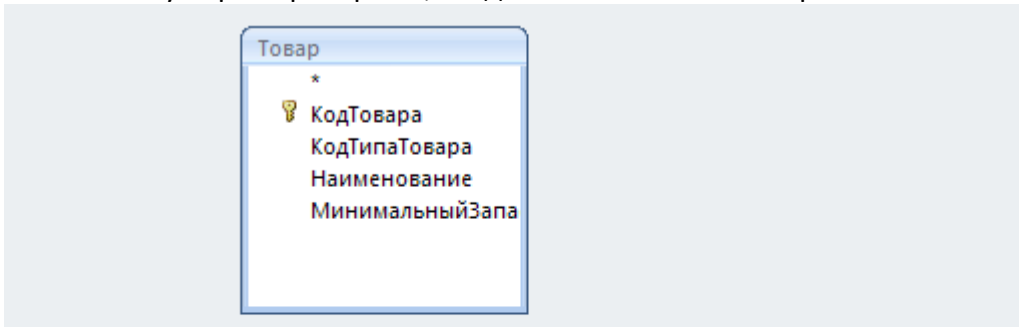 Товар
*
КодТовара
КодТипаТовара
Наименование
МинимальныйЗапа